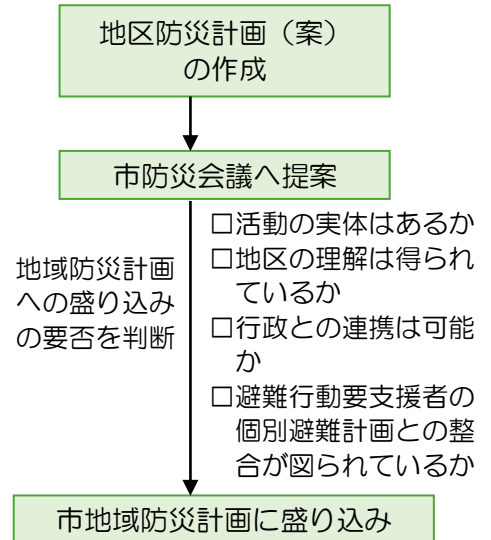 地区防災計画（案）
の作成
市防災会議へ提案
地域防災計画
への盛り込み
の要否を判断
□活動の実体はあるか
□地区の理解は得られ
ているか
□行政との連携は可能
か
□避難行動要支援者の
個別避難計画との整
合が図られているか
市地域防災計画に盛り込み